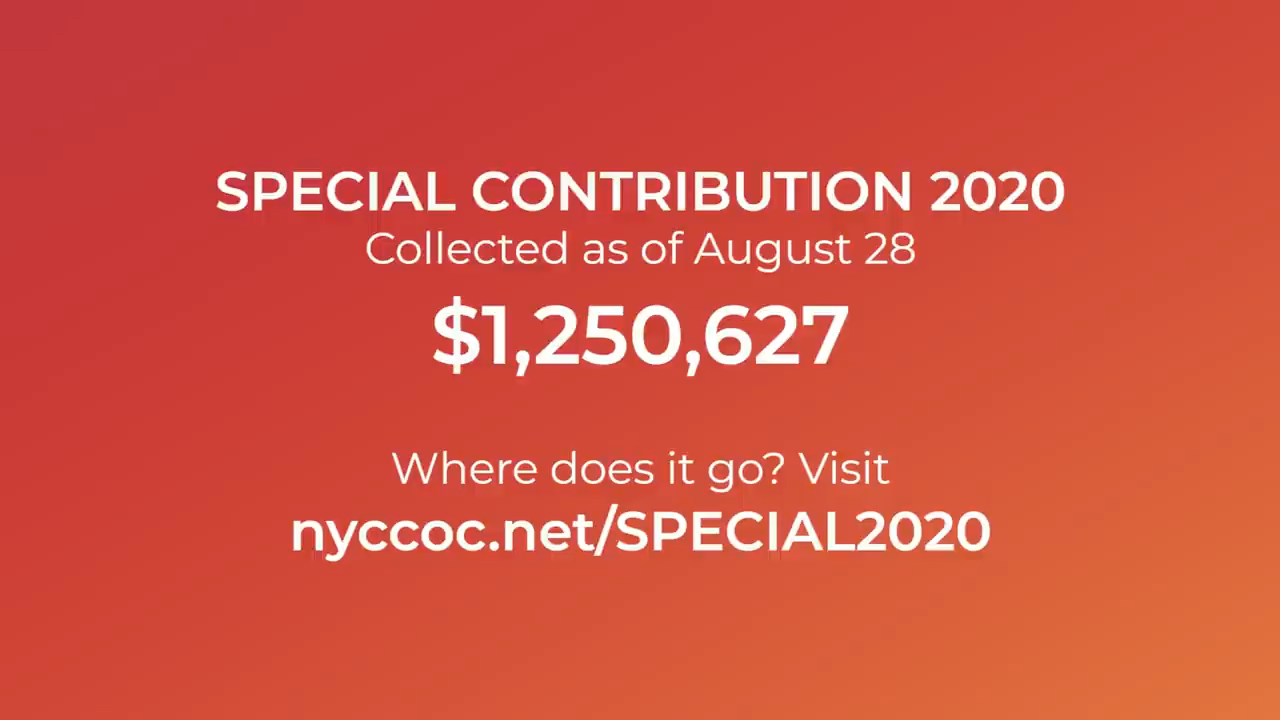 SPECIAL CONTRIBUTION 2020
Collected as of August 28
$1,250,627
Where does it go? Visit
nyccoc.net/SPECIAL2020